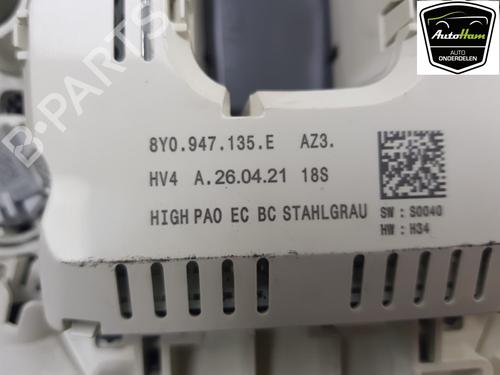 AutoHam
AUTO
ONDERDELEN
B-PARTS
8Y0.947.135.E AZ3.
HV4 A.26.04.21 18S
HIGH PAO EC BC STAHLGRAU
SW : S0040
HW : H34